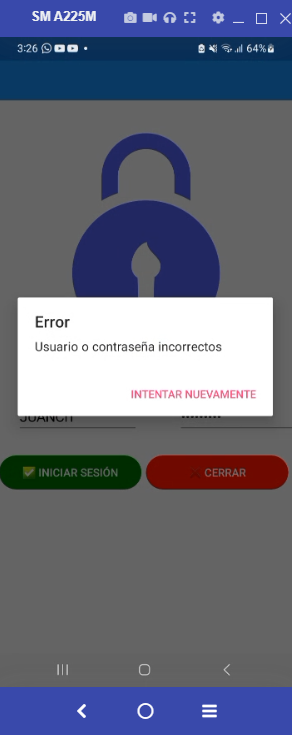 SM A225M
3:26
64%
Error
Usuario o contraseña incorrectos
INTENTAR NUEVAMENTE
JUANCH
INICIAR SESIÓN
CERRAR